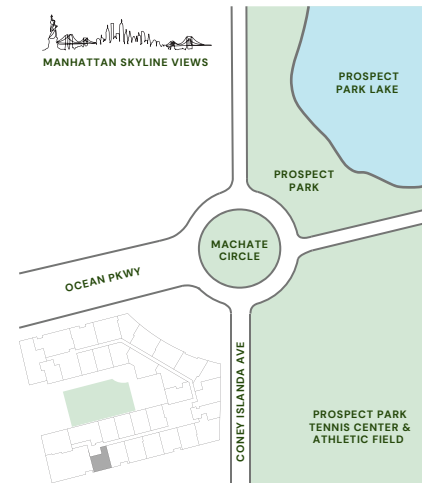 MANHATTAN SKYLINE VIEWS
PROSPECT
PARK LAKE
PROSPECT
PARK
MACHATE
CIRCLE
OCEAN PKWY
CONEY ISLANDA AVE
PROSPECT PARK
TENNIS CENTER &
ATHLETIC FIELD